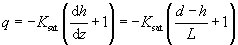 q = −K_sat (dh/dz + 1) = −K_sat ((d − h)/L + 1)